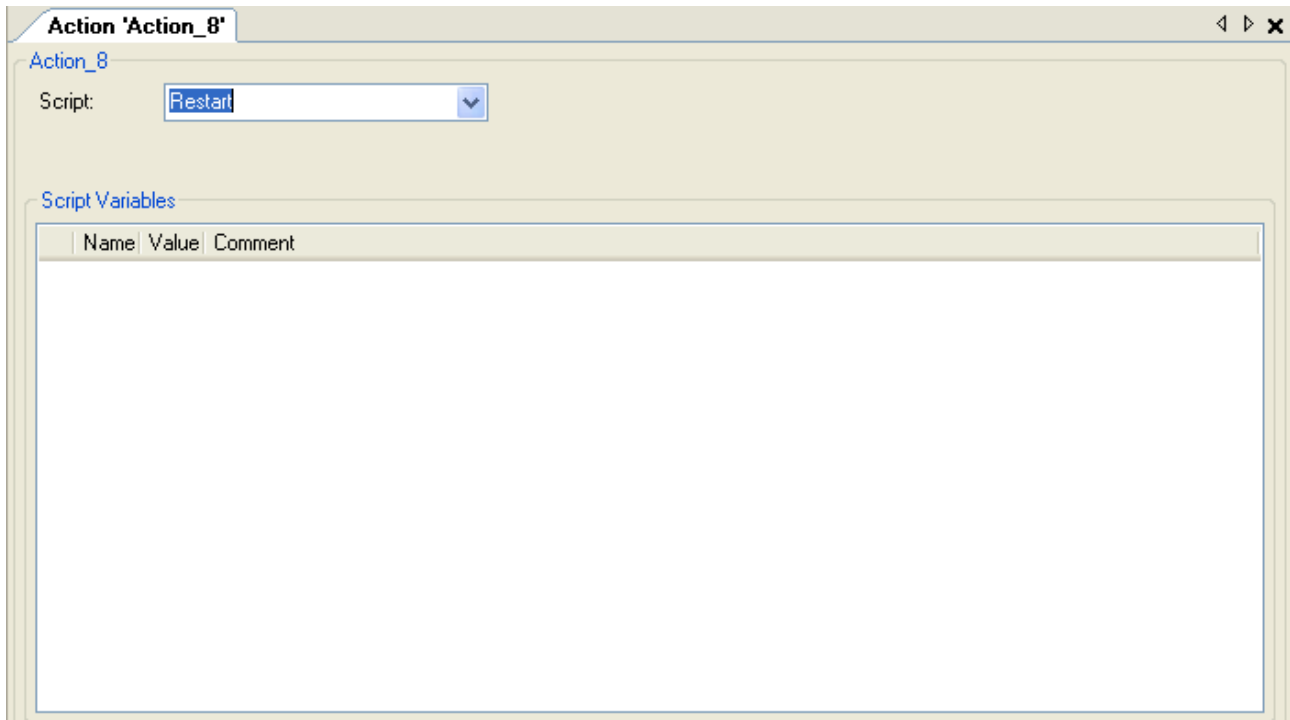 Action 'Action_8'
Action_8
Script: Restart
Script Variables
Name Value Comment